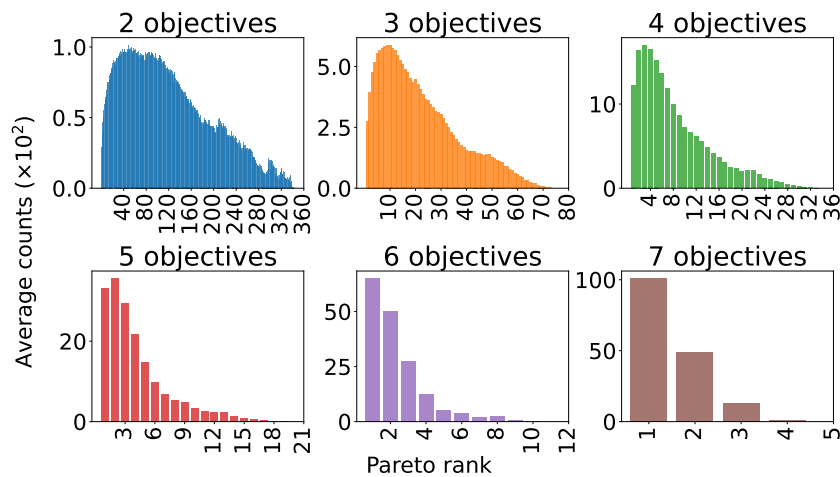 2 objectives
3 objectives
4 objectives
Average counts (×10²)
1.0
0.5
0.0
40 80 120 160 200 240 280 320 360
5.0
2.5
0.0
10 20 30 40 50 60 70 80
10
0
4 8 12 16 20 24 28 32 36
5 objectives
6 objectives
7 objectives
20
0
3 6 9 12 15 18 21
50
25
0
2 4 6 8 10 12
100
50
0
1 2 3 4 5
Pareto rank